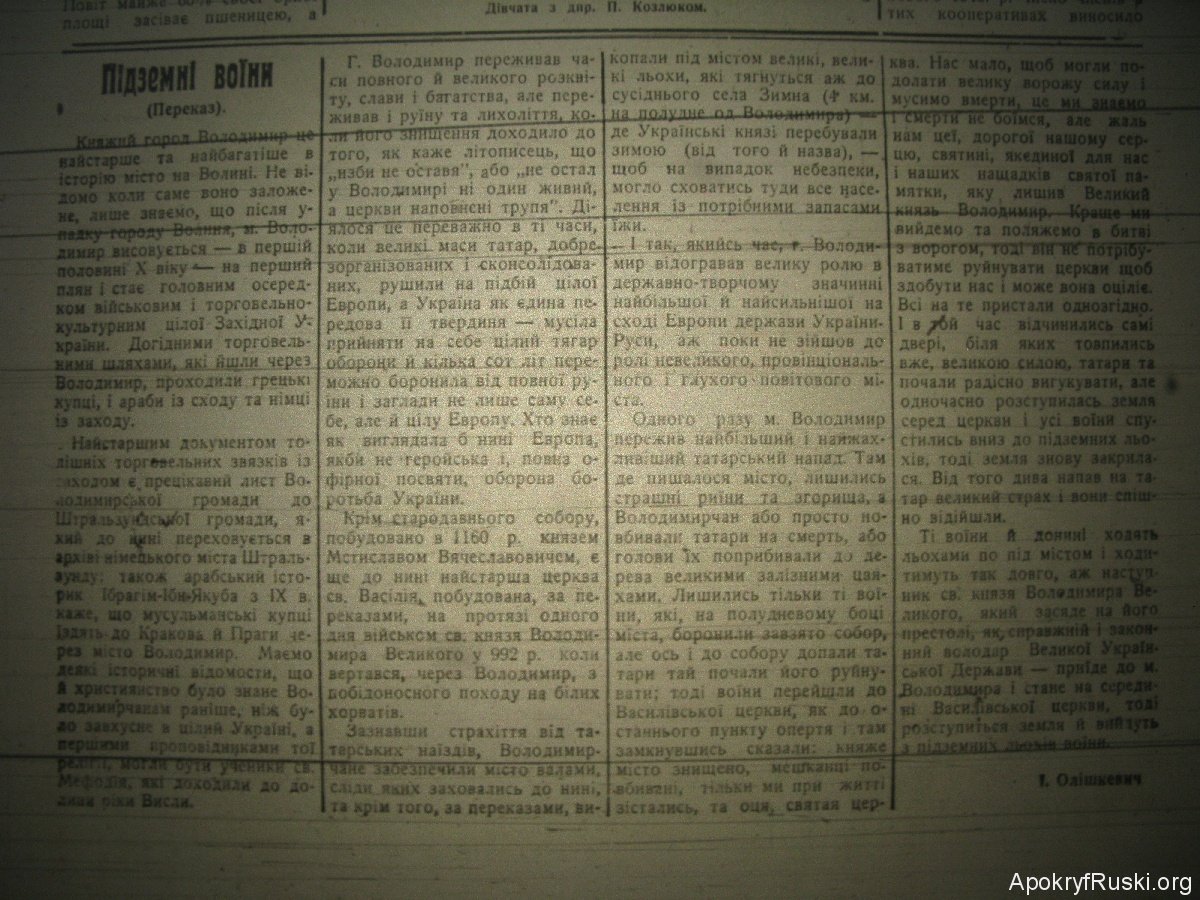 площі засіває пшеницею, а
Дівчата з дир. П. Козлюком.
тих кооперативах виносило
Підземні воїни
(Переказ).
Княжий город Володимир це
найстарше та найбагатіше в
історію місто на Волині. Не ві-
домо коли саме воно заложе-
не, лише знаємо, що після у-
падку городу Волиня, м. Воло-
димир висовується — в першій
половині X віку — на перший
плян і стає головним осеред-
ком військовим і торговельно-
культурним цілої Західної У-
країни. Догідними торговель-
ними шляхами, які йшли через
Володимир, проходили грецькі
купці, і араби із сходу та німці
із заходу.
Найстаршим документом то-
дішніх торговельних звязків із
заходом є прецікавий лист Во-
лодимирської громади до
Штральзундської громади, я-
кий до нині переховується в
архіві німецького міста Штраль-
зунду: також арабський істо-
рик Ібрагім-Ібн-Якуба з IX в.
каже, що мусульманські купці
їздять до Кракова й Праги че-
рез місто Володимир. Маємо
деякі історичні відомости, що
й християнство було знане Во-
лодимирчанам раніше, ніж бу-
ло завхусне в цілий Україні, а
першими проповідниками тої
релігії, могли бути ученики св.
Мефодія, які доходили до до-
лини ріки Висли.
Г. Володимир переживав ча-
си повного й великого розкві-
ту, слави і багатства, але пере-
живав і руїну та лихоліття, ко-
ли його знищення доходило до
того, як каже літописець, що
„изби не оставя", або „не остал
у Володимирі ні один живий,
а церкви наповнєні трупя". Ді-
ялося це переважно в ті часи,
коли великі маси татар, добре
зорганізованих і сконсолідова-
них, рушили на підбій цілої
Европи, а Україна як єдина пе-
редова її твердиня — мусіла
прийняти на себе цілий тягар
оборони й кілька сот літ пере-
можно боронила від повної ру-
їни і заглади не лише саму се-
бе, але й цілу Европу. Хто знає
як виглядала б нині Европа,
якби не геройська і, повна о-
фірної посвяти, оборона бо-
ротьба України.
Крім стародавнього собору,
побудовано в 1160 р. князем
Мстиславом Вячеславовичем, є
ще до нині найстарша церква
св. Василія, побудована, за пе-
реказами, на протязі одного
дня військом св. князя Володи-
мира Великого у 992 р. коли
вертався, через Володимир, з
побідоносного походу на білих
хорватів.
Зазнавши страхіття від та-
терських наїздів, Володимир-
чане забезпечили місто валами,
сліди яких заховались до нині,
та крім того, за переказами, ви-
копали під містом великі, вели-
кі льохи, які тягнуться аж до
сусіднього села Зимна (4 км.
на полудне од Володимира) —
де Українські князі перебували
зимою (від того й назва), —
щоб на випадок небезпеки,
могло сховатись туди все насе-
лення із потрібними запасами
їжи.
І так, якийсь час, г. Володи-
мир відогравав велику ролю в
державно-творчому значинні
найбільшої й найсильнішої на
сході Европи держави України-
Руси, аж поки не зійшов до
ролі невеликого, провінціональ-
ного і глухого повітового мі-
ста.
Одного разу м. Володимир
пережив найбільший і найжах-
ливіший татарський напад. Там
де пишалося місто, лишились
страшні риїни та згорища, а
Володимирчан або просто по-
вбивали татари на смерть, або
голови їх поприбивали до де-
рева великими залізними цвя-
хами. Лишились тільки ті вої-
ни, які, на полудневому боці
міста, боронили завзято собор,
але ось і до собору допали та-
тари тай почали його руйну-
вати; тоді воїни перейшли до
Василівської церкви, як до о-
станнього пункту опертя і там
замкнувшись сказали: княже
місто знищено, мешканці по-
вбивані, тільки ми при житті
зістались, та оця, святая цер-
ква. Нас мало, щоб могли по-
долати велику ворожу силу і
мусимо вмерти, це ми знаємо
і смерти не боїмся, але жаль
нам цеї, дорогої нашому сер-
цю, святині, якєдиної для нас
і наших нащадків святої па-
мятки, яку лишив Великий
князь Володимир. Краще ми
вийдемо та поляжемо в битві
з ворогом, тоді він не потрібу-
ватиме руйнувати церкви щоб
здобути нас і може вона оціліє.
Всі на те пристали однозгідно.
І в той час відчинились самі
двері, біля яких товпились
вже, великою силою, татари та
почали радісно вигукувати, але
одночасно розступилась земля
серед церкви і усі воїни спу-
стились вниз до підземних льо-
хів, тоді земля знову закрила-
ся. Від того дива напав на та-
тар великий страх і вони спіш-
но відійшли.
Ті воїни й донині ходять
льохами по під містом і ходи-
тимуть так довго, аж наступ-
ник св. князя Володимира Ве-
ликого, який засяде на його
престолі, як справжній і закон-
ний володар Великої Україн-
ської Держави — приїде до м.
Володимира і стане на середи-
ні Василівської церкви, тоді
розступиться земля й вийдуть
з підземних льохів воїни.
І. Олішкевич
ApokryfRuski.org